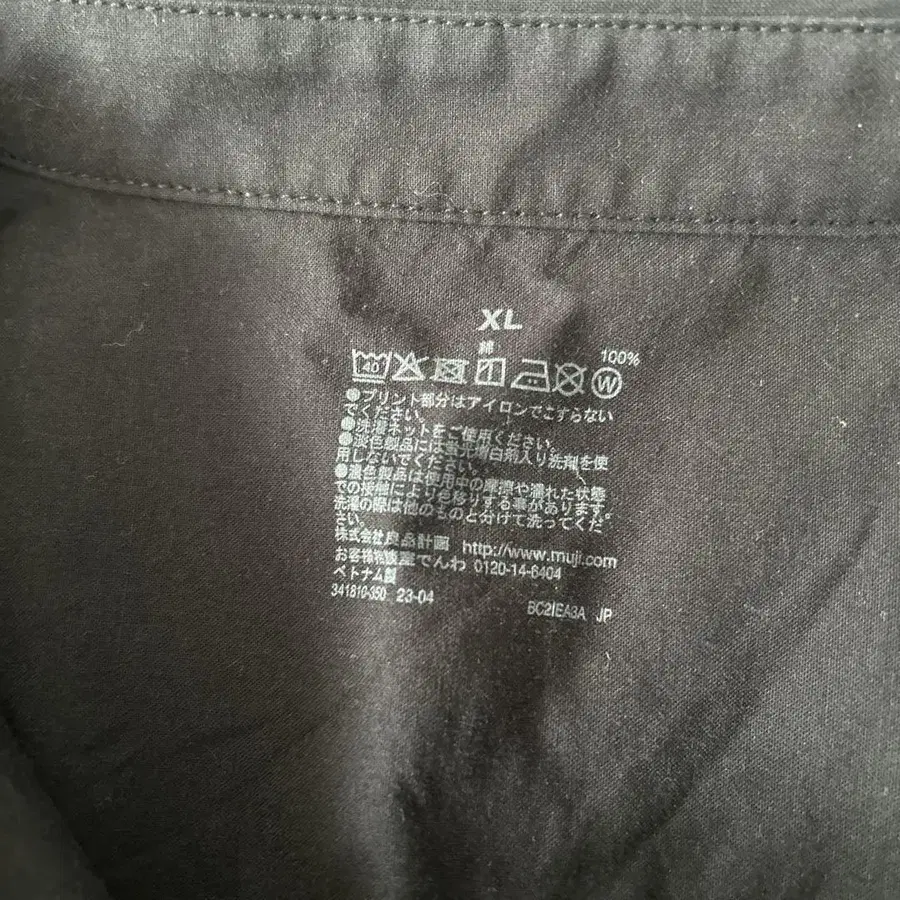 XL
綿 100%
40 W
●プリント部分はアイロンでこすらない
でください。
●洗濯ネットをご使用ください。
●淡色製品には蛍光増白剤入り洗剤を使
用しないでください。
●濃色製品は使用中の摩擦や濡れた状態
での接触により色移りする事があります。
洗濯の際は他のものと分けて洗ってくだ
さい。
株式会社良品計画 http://www.muji.com
お客様相談室でんわ 0120-14-6404
ベトナム製
341810-350 23-04 BC2IEA3A JP